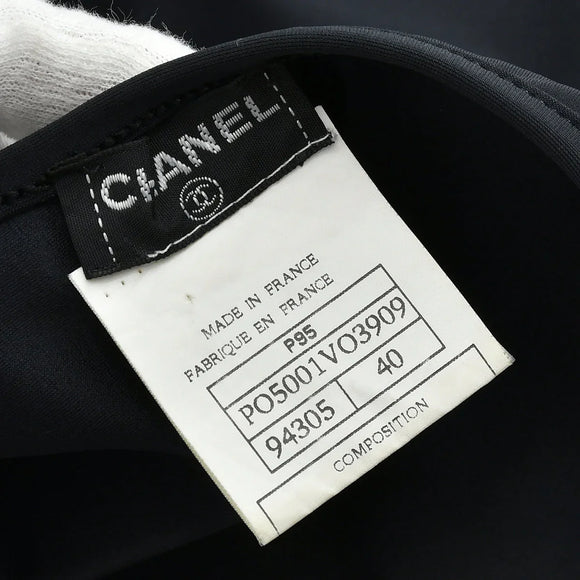 CHANEL
MADE IN FRANCE
FABRIQUE EN FRANCE
P95
PO5001VO3909
94305 40
COMPOSITION